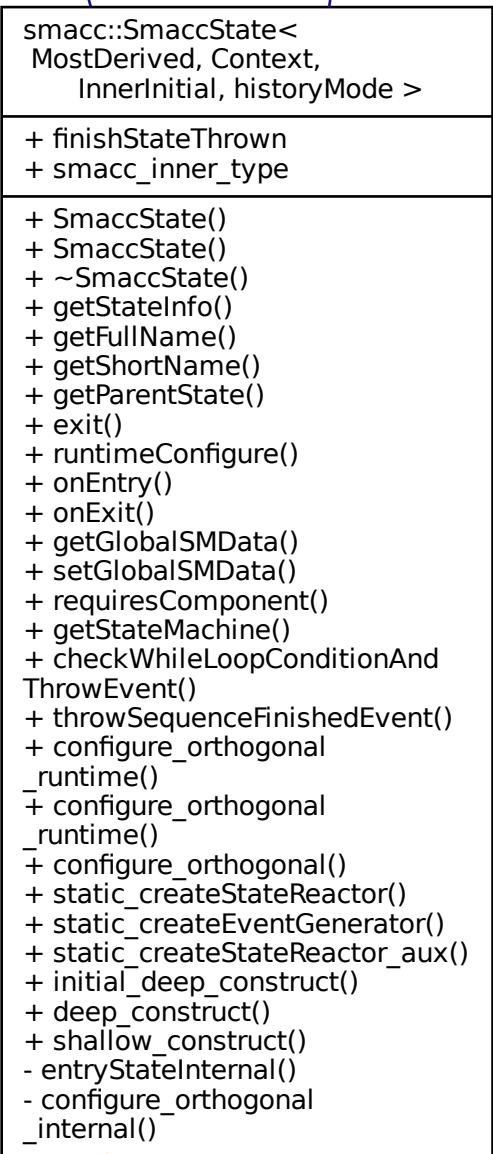 smacc::SmaccState<
MostDerived, Context,
InnerInitial, historyMode >
+ finishStateThrown
+ smacc_inner_type
+ SmaccState()
+ SmaccState()
+ ~SmaccState()
+ getStateInfo()
+ getFullName()
+ getShortName()
+ getParentState()
+ exit()
+ runtimeConfigure()
+ onEntry()
+ onExit()
+ getGlobalSMData()
+ setGlobalSMData()
+ requiresComponent()
+ getStateMachine()
+ checkWhileLoopConditionAnd
ThrowEvent()
+ throwSequenceFinishedEvent()
+ configure_orthogonal
_runtime()
+ configure_orthogonal
_runtime()
+ configure_orthogonal()
+ static_createStateReactor()
+ static_createEventGenerator()
+ static_createStateReactor_aux()
+ initial_deep_construct()
+ deep_construct()
+ shallow_construct()
- entryStateInternal()
- configure_orthogonal
_internal()